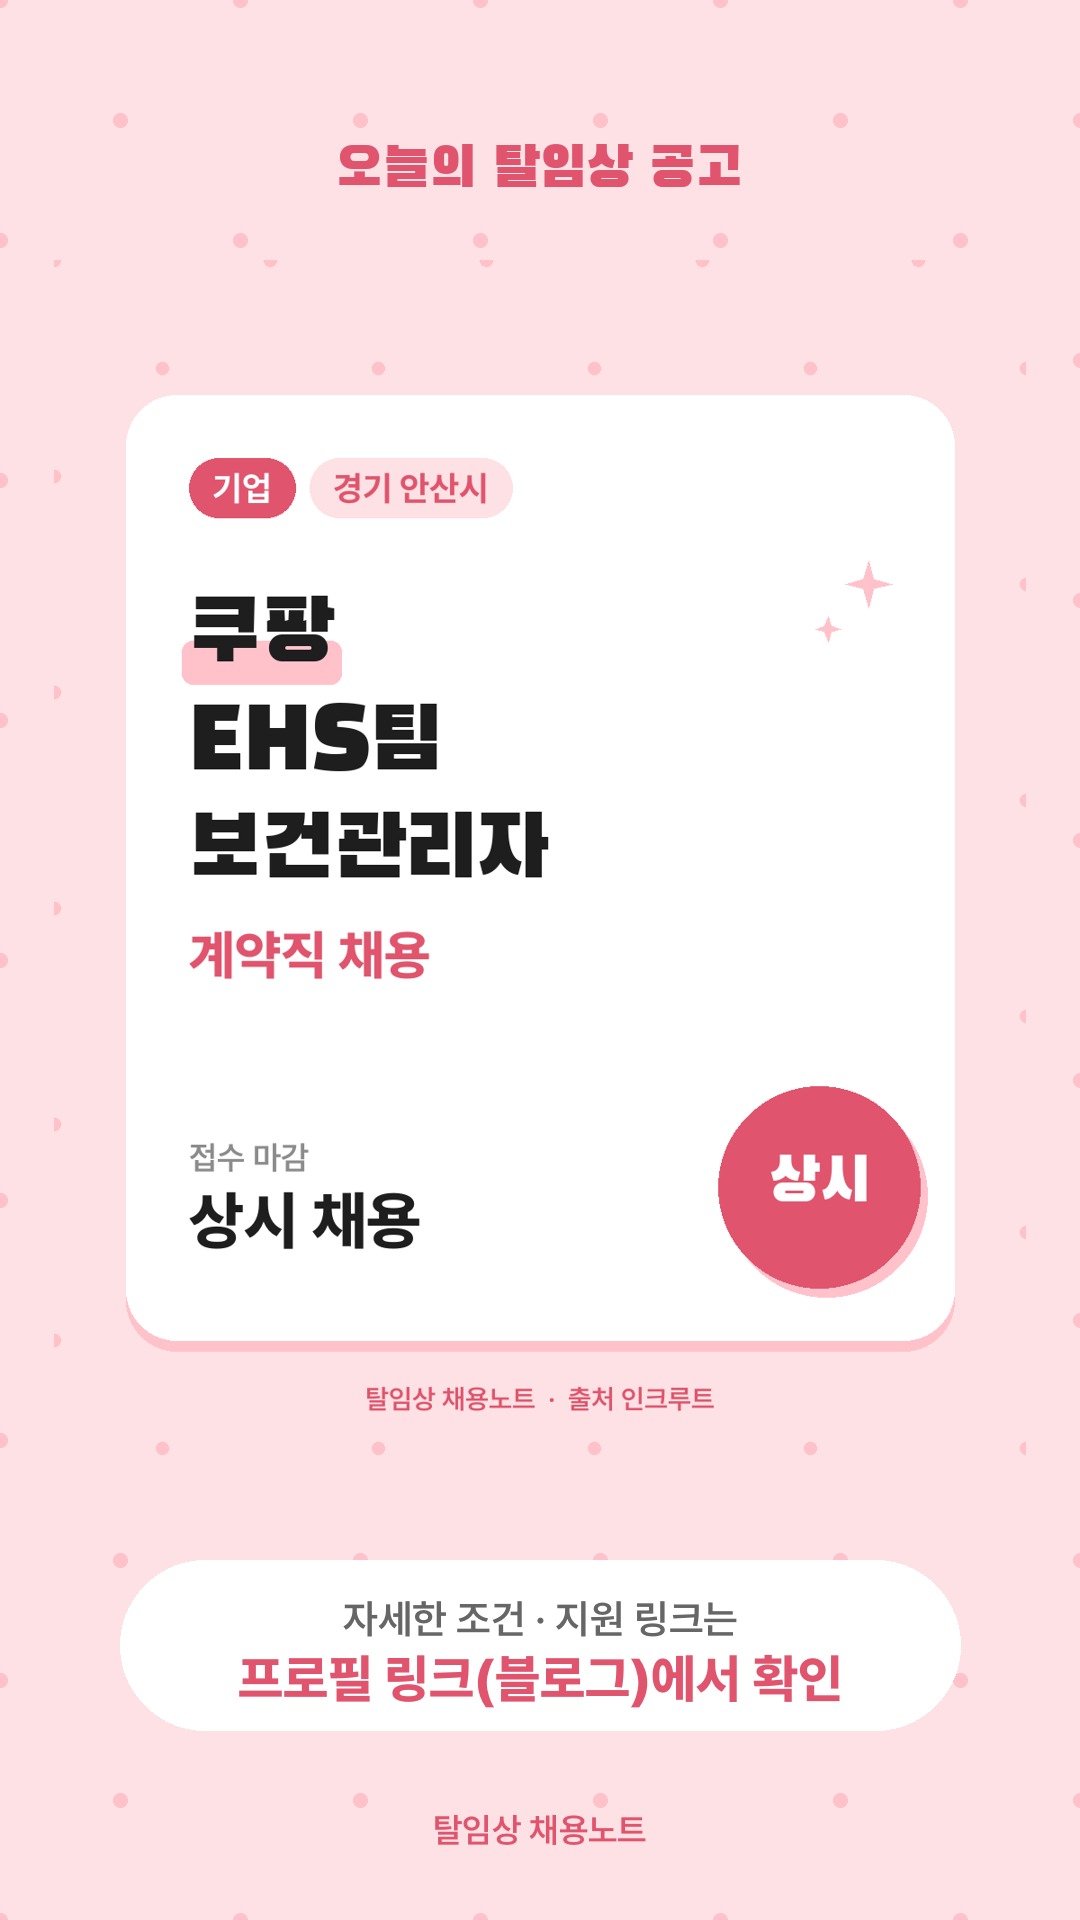 오늘의 탈임상 공고
기업 경기 안산시
쿠팡
EHS팀
보건관리자
계약직 채용
접수 마감
상시 채용
상시
탈임상 채용노트 · 출처 인크루트
자세한 조건 · 지원 링크는
프로필 링크(블로그)에서 확인
탈임상 채용노트